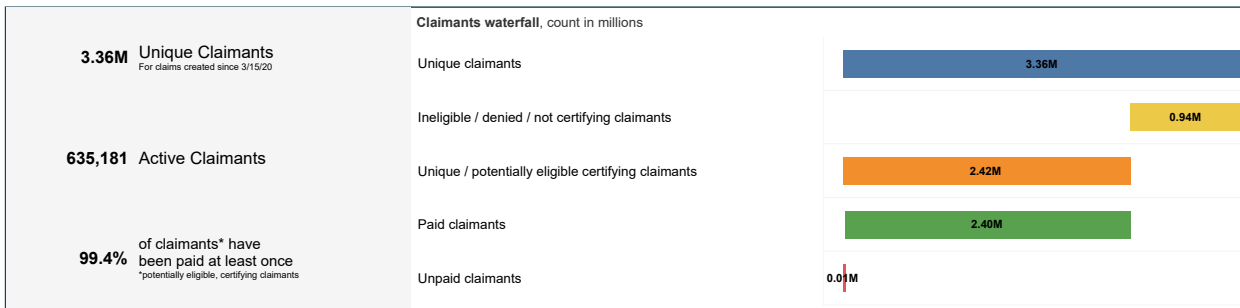 3.36M Unique Claimants
For claims created since 3/15/20
635,181 Active Claimants
99.4% of claimants* have
been paid at least once
*potentially eligible, certifying claimants
Claimants waterfall, count in millions
Unique claimants 3.36M
Ineligible / denied / not certifying claimants 0.94M
Unique / potentially eligible certifying claimants 2.42M
Paid claimants 2.40M
Unpaid claimants 0.01M